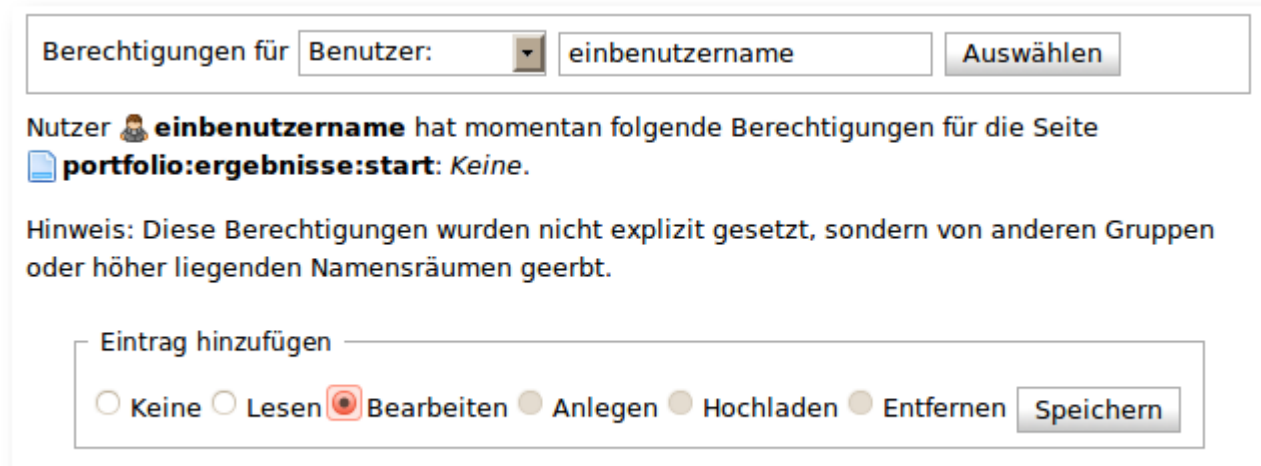 Berechtigungen für Benutzer: einbenutzername Auswählen
Nutzer einbenutzername hat momentan folgende Berechtigungen für die Seite
portfolio:ergebnisse:start: Keine.
Hinweis: Diese Berechtigungen wurden nicht explizit gesetzt, sondern von anderen Gruppen
oder höher liegenden Namensräumen geerbt.
Eintrag hinzufügen
Keine Lesen Bearbeiten Anlegen Hochladen Entfernen Speichern